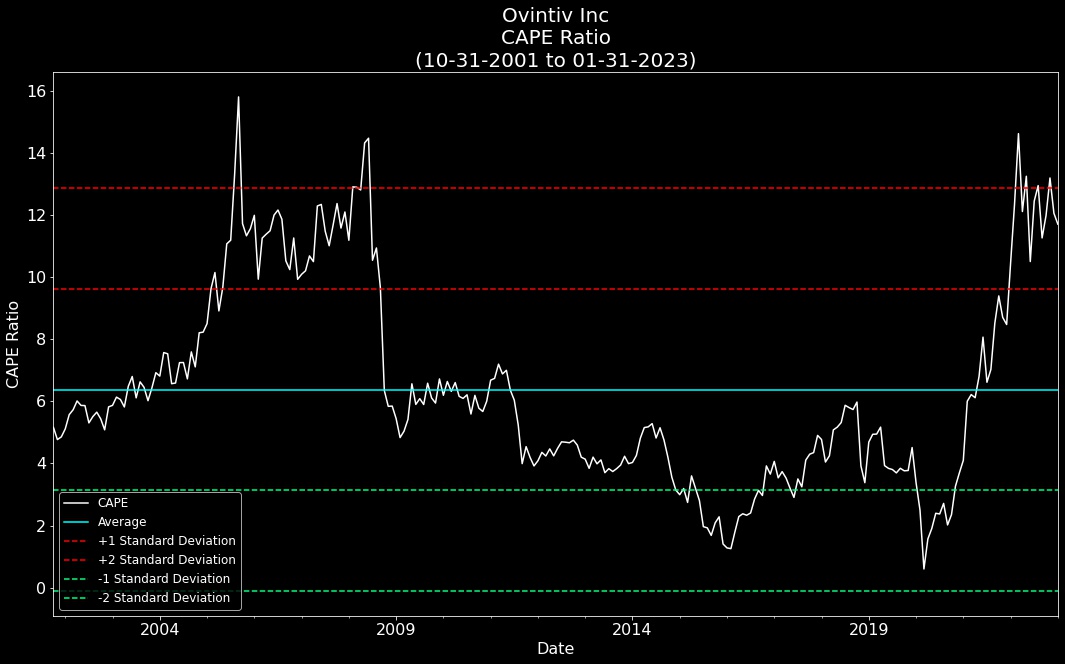 Ovintiv Inc
CAPE Ratio
(10-31-2001 to 01-31-2023)
16
14
12
10
8
6
4
2
0
CAPE Ratio
CAPE
Average
+1 Standard Deviation
+2 Standard Deviation
-1 Standard Deviation
-2 Standard Deviation
2004
2009
2014
2019
Date